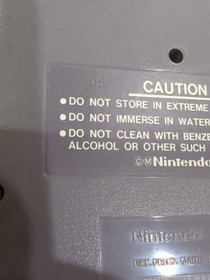 05
CAUTION
● DO NOT STORE IN EXTREME
● DO NOT IMMERSE IN WATER
● DO NOT CLEAN WITH BENZE
ALCOHOL OR OTHER SUCH
©M Nintendo
Nintendo